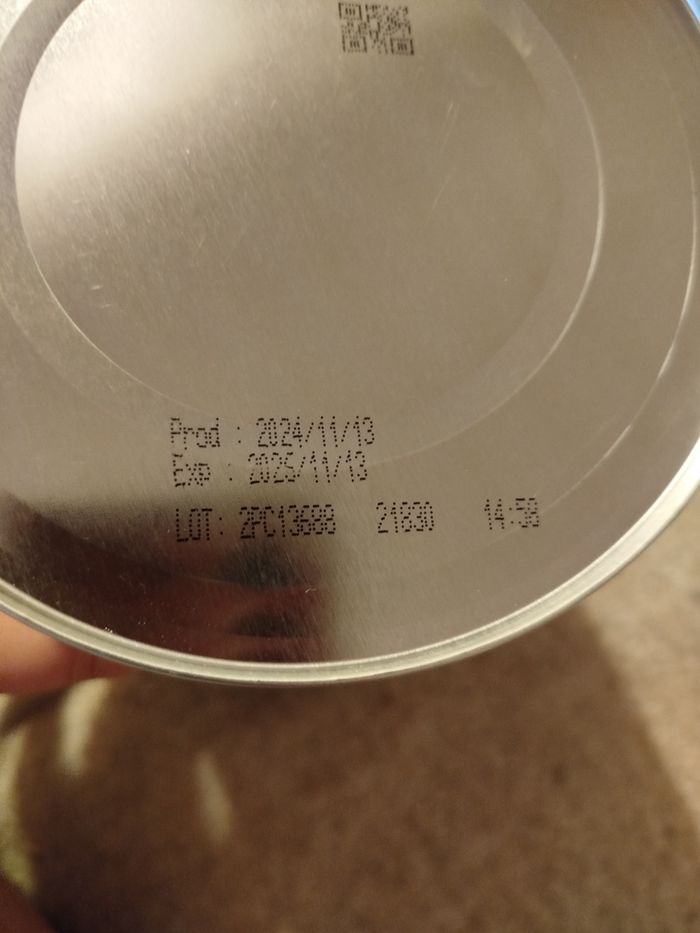 Prod : 2024/11/13
Exp : 2025/11/13
LOT: 2PC13688 21830 14:58